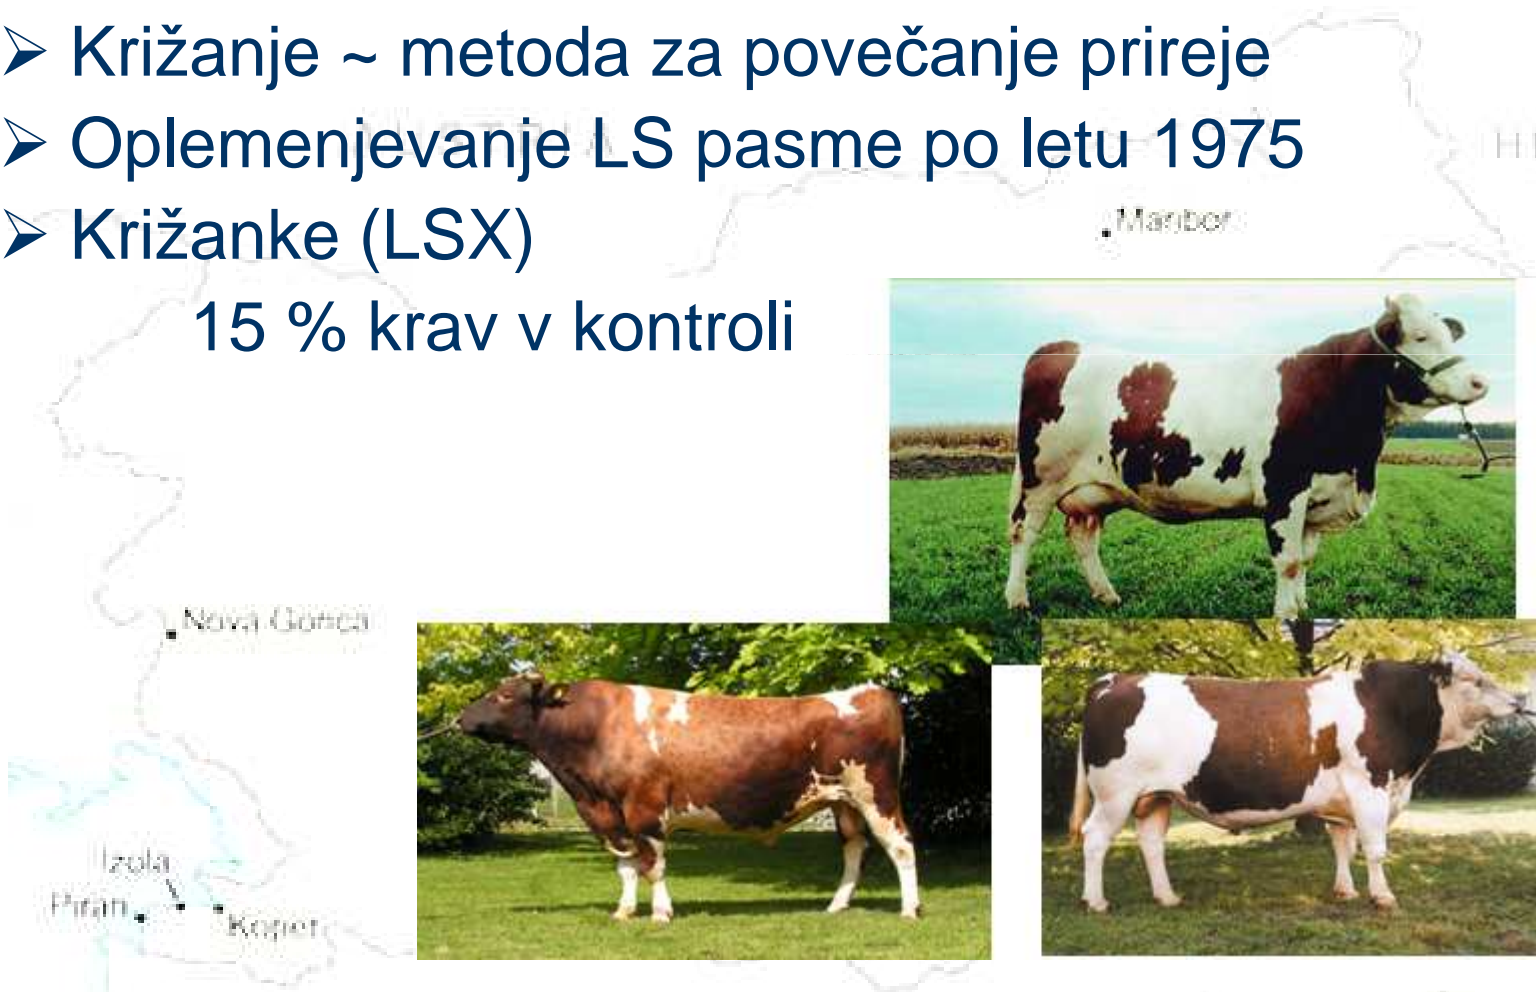 ➢ Križanje ~ metoda za povečanje prireje
➢ Oplemenjevanje LS pasme po letu 1975
➢ Križanke (LSX)
15 % krav v kontroli
Maribor
Nova Gorica
Izola
Piran
Koper